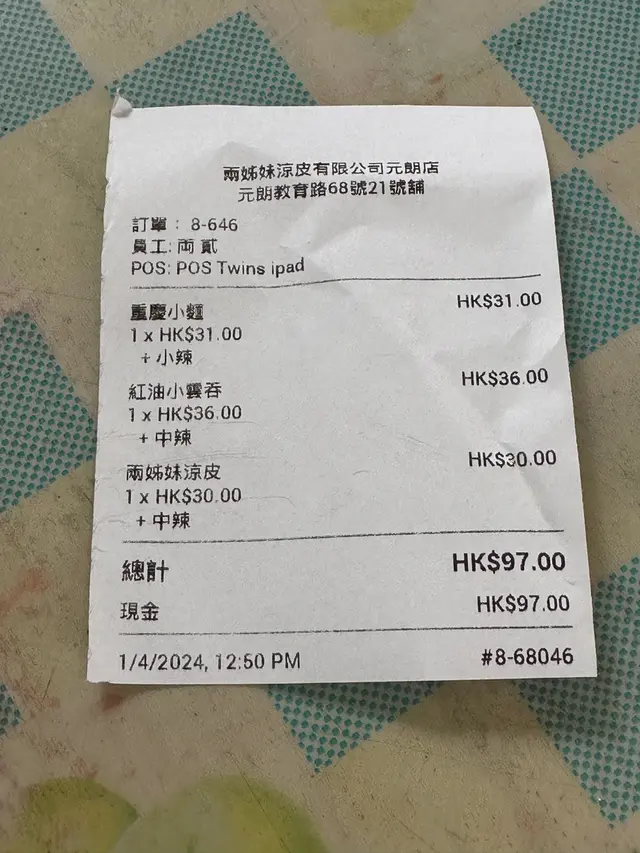 兩姊妹涼皮有限公司元朗店
元朗教育路68號21號舖
訂單： 8-646
員工: 両 貳
POS: POS Twins ipad
重慶小麵 HK$31.00
1 x HK$31.00
+ 小辣
紅油小雲吞 HK$36.00
1 x HK$36.00
+ 中辣
兩姊妹涼皮 HK$30.00
1 x HK$30.00
+ 中辣
總計 HK$97.00
現金 HK$97.00
1/4/2024, 12:50 PM #8-68046